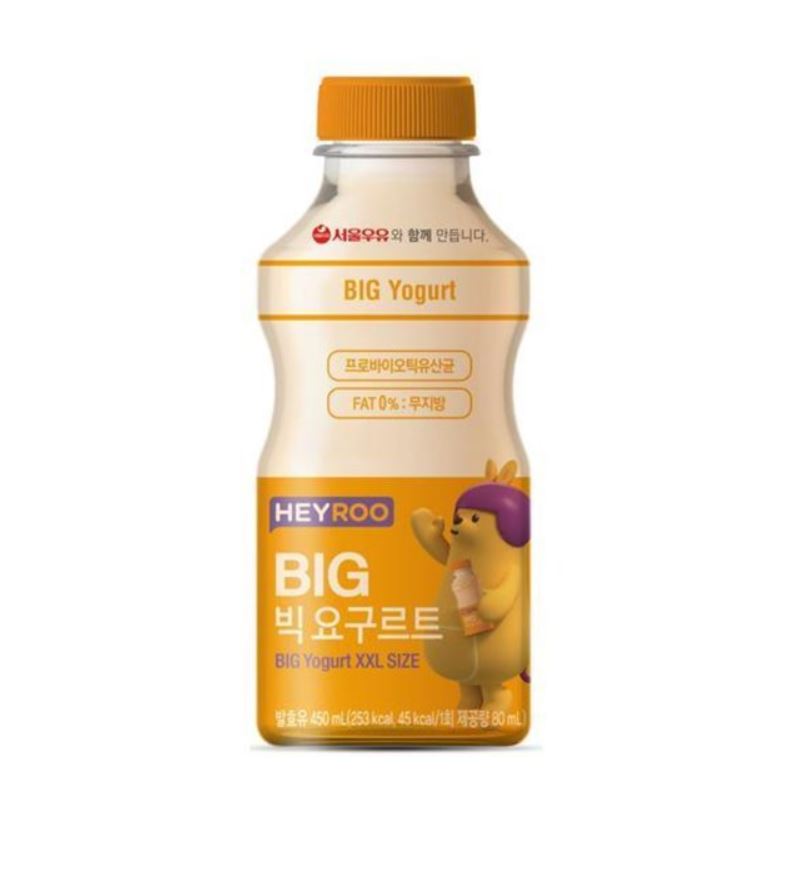 서울우유와 함께 만듭니다.
BIG Yogurt
프로바이오틱유산균
FAT 0% : 무지방
HEYROO
BIG
빅 요구르트
BIG Yogurt XXL SIZE
발효유 450 mL(253 kcal, 45 kcal/1회 제공량 80 mL)